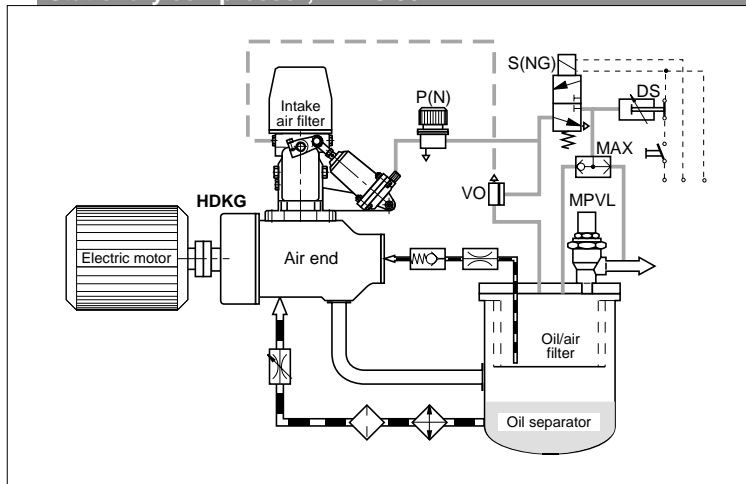 S(NG)
P(N)
DS
Intake
air filter
MAX
VO
MPVL
HDKG
Electric motor
Air end
Oil/air
filter
Oil separator